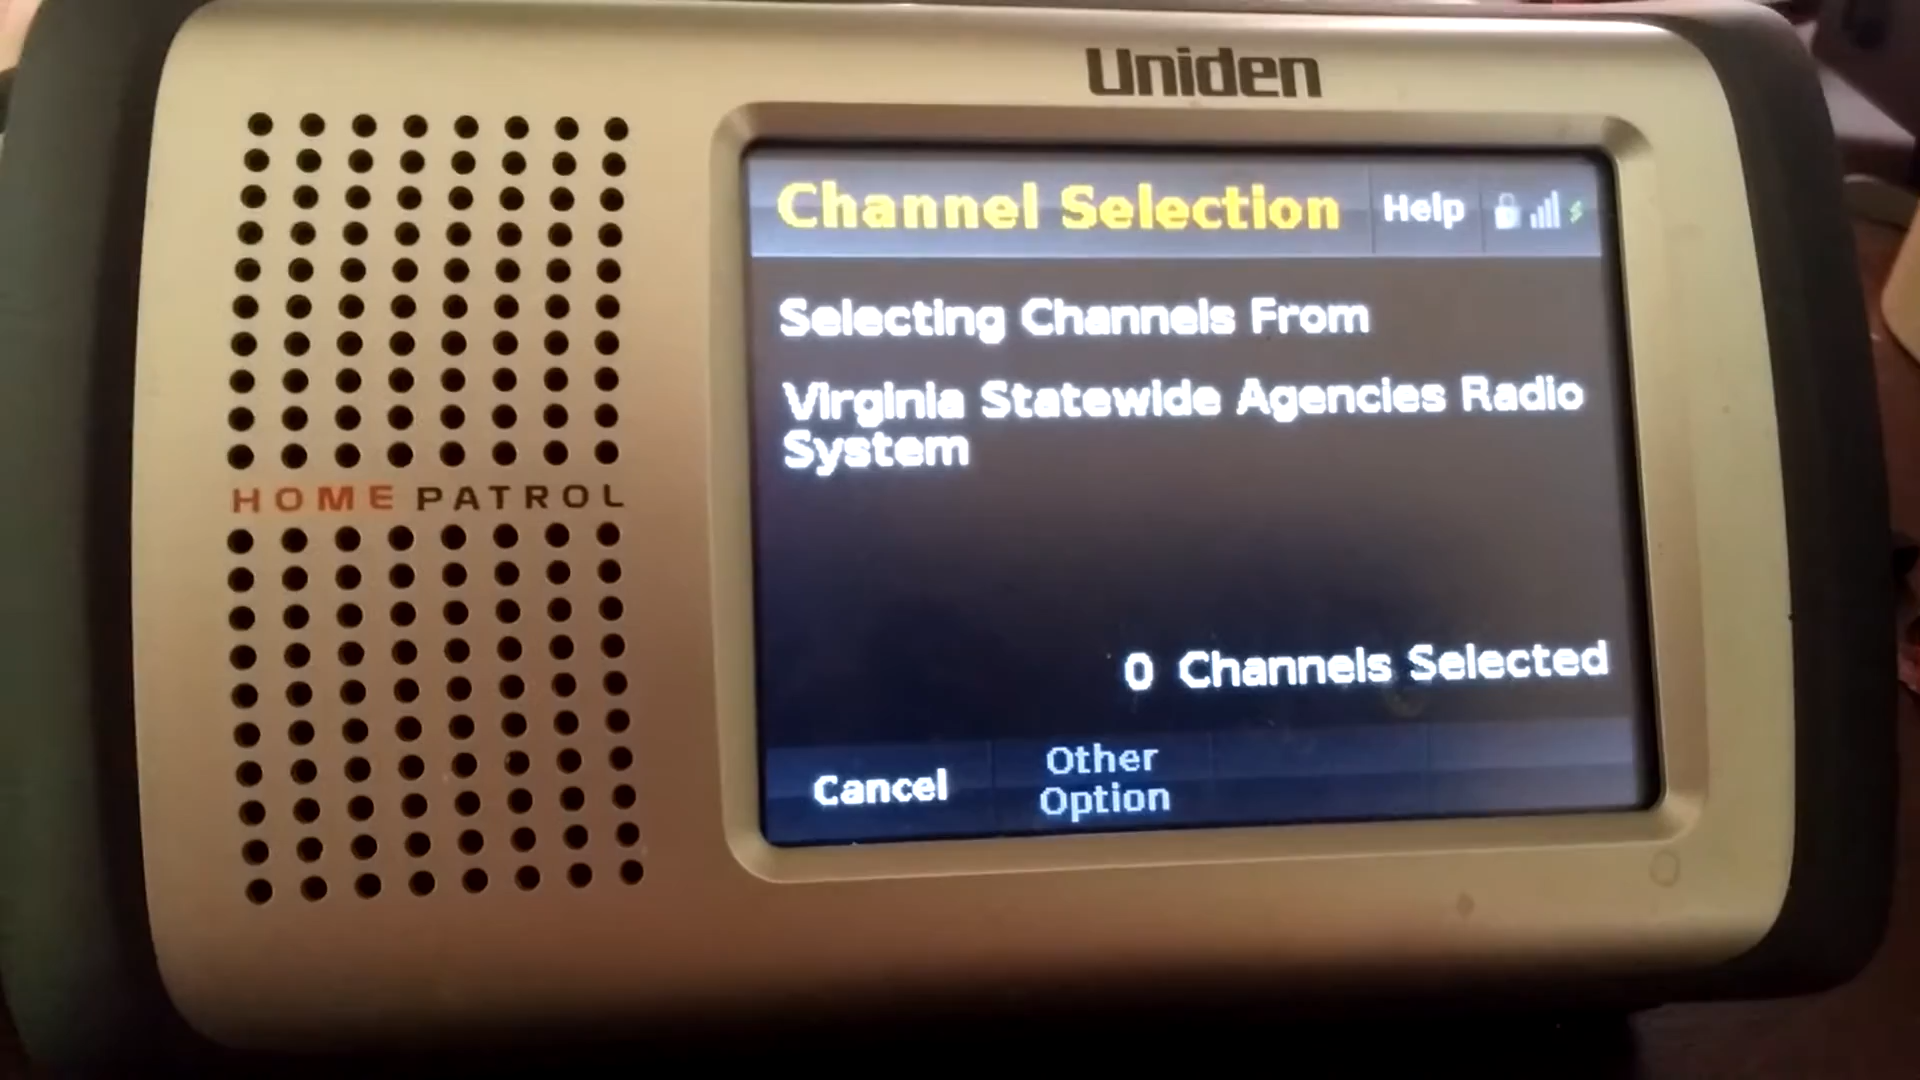 Uniden
Channel Selection Help
Selecting Channels From
Virginia Statewide Agencies Radio
System
HOME PATROL
0 Channels Selected
Cancel
Other
Option